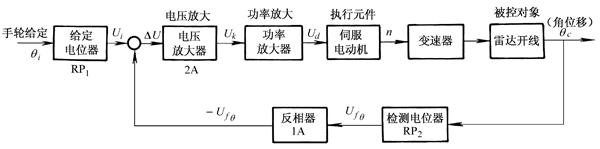 电压放大
功率放大
执行元件
被控对象
(角位移)
手轮给定
θi
给定
电位器
RP1
Ui
ΔU
电压
放大器
2A
Uk
功率
放大器
Ud
伺服
电动机
n
变速器
雷达开线
θc
-Ufθ
反相器
1A
Ufθ
检测电位器
RP2